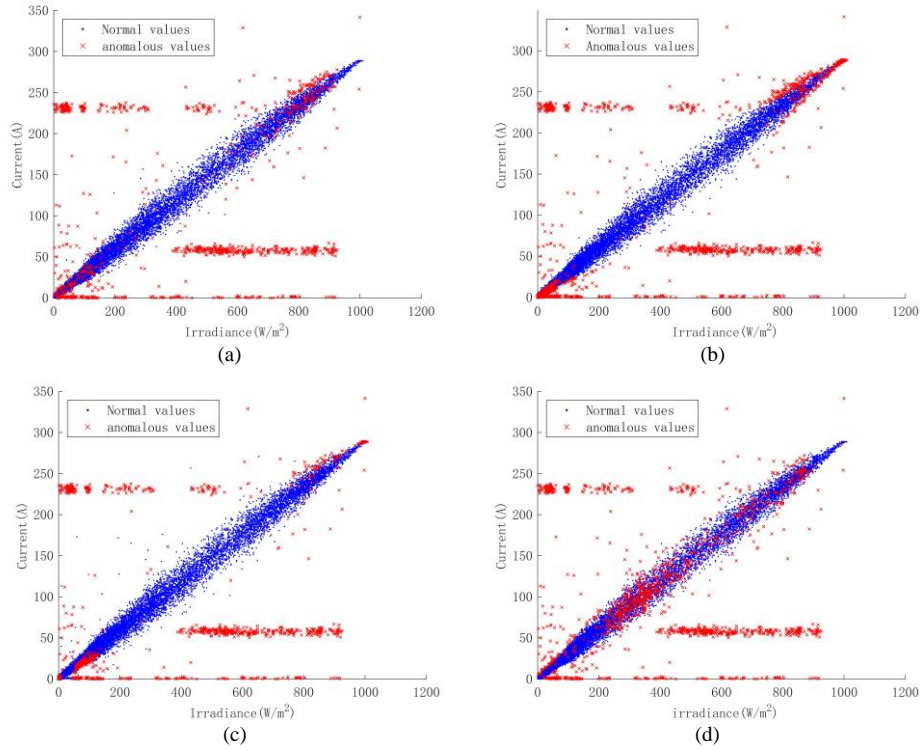 350
300
250
200
150
100
50
0
Current(A)
Normal values
anomalous values
0 200 400 600 800 1000 1200
Irradiance(W/m²)
(a)
350
300
250
200
150
100
50
0
Current(A)
Normal values
Anomalous values
0 200 400 600 800 1000 1200
Irradiance(W/m²)
(b)
350
300
250
200
150
100
50
0
Current(A)
Normal values
anomalous values
0 200 400 600 800 1000 1200
Irradiance(W/m²)
(c)
350
300
250
200
150
100
50
0
Current(A)
Normal values
anomalous values
0 200 400 600 800 1000 1200
irradiance(W/m²)
(d)